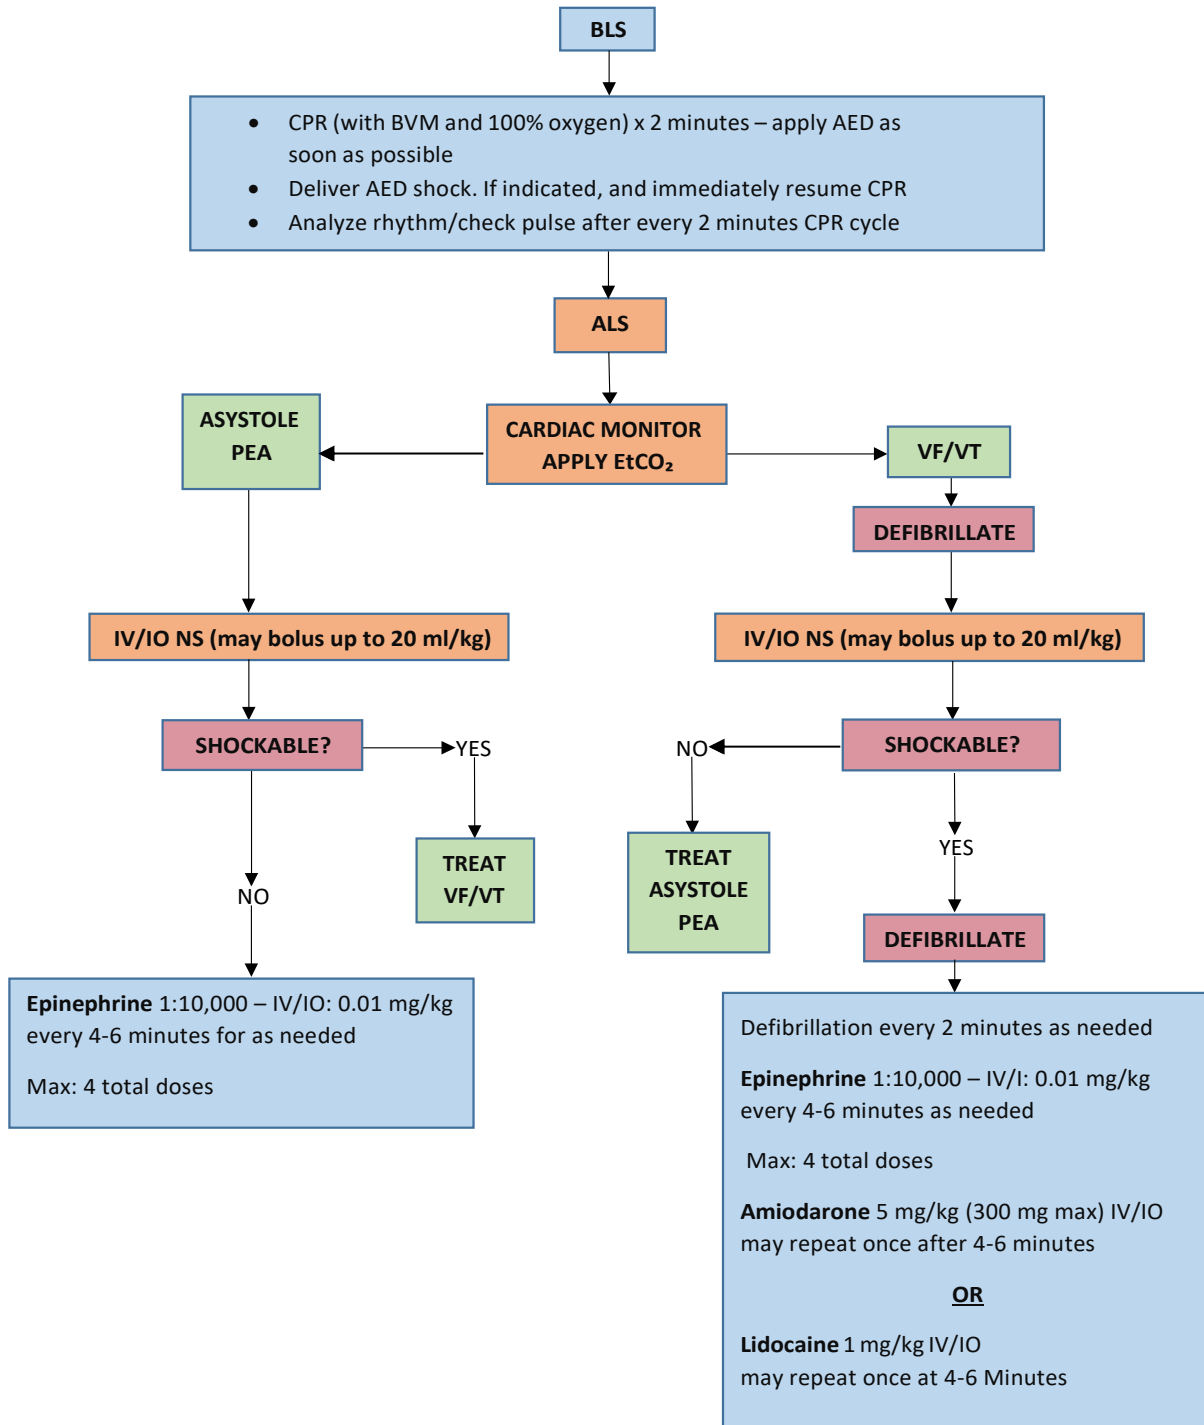 BLS
• CPR (with BVM and 100% oxygen) x 2 minutes – apply AED as
soon as possible
• Deliver AED shock. If indicated, and immediately resume CPR
• Analyze rhythm/check pulse after every 2 minutes CPR cycle
ALS
CARDIAC MONITOR
APPLY EtCO₂
ASYSTOLE
PEA
IV/IO NS (may bolus up to 20 ml/kg)
SHOCKABLE?
YES
TREAT
VF/VT
NO
Epinephrine 1:10,000 – IV/IO: 0.01 mg/kg
every 4-6 minutes for as needed
Max: 4 total doses
VF/VT
DEFIBRILLATE
IV/IO NS (may bolus up to 20 ml/kg)
SHOCKABLE?
NO
TREAT
ASYSTOLE
PEA
YES
DEFIBRILLATE
Defibrillation every 2 minutes as needed
Epinephrine 1:10,000 – IV/I: 0.01 mg/kg
every 4-6 minutes as needed
Max: 4 total doses
Amiodarone 5 mg/kg (300 mg max) IV/IO
may repeat once after 4-6 minutes
OR
Lidocaine 1 mg/kg IV/IO
may repeat once at 4-6 Minutes